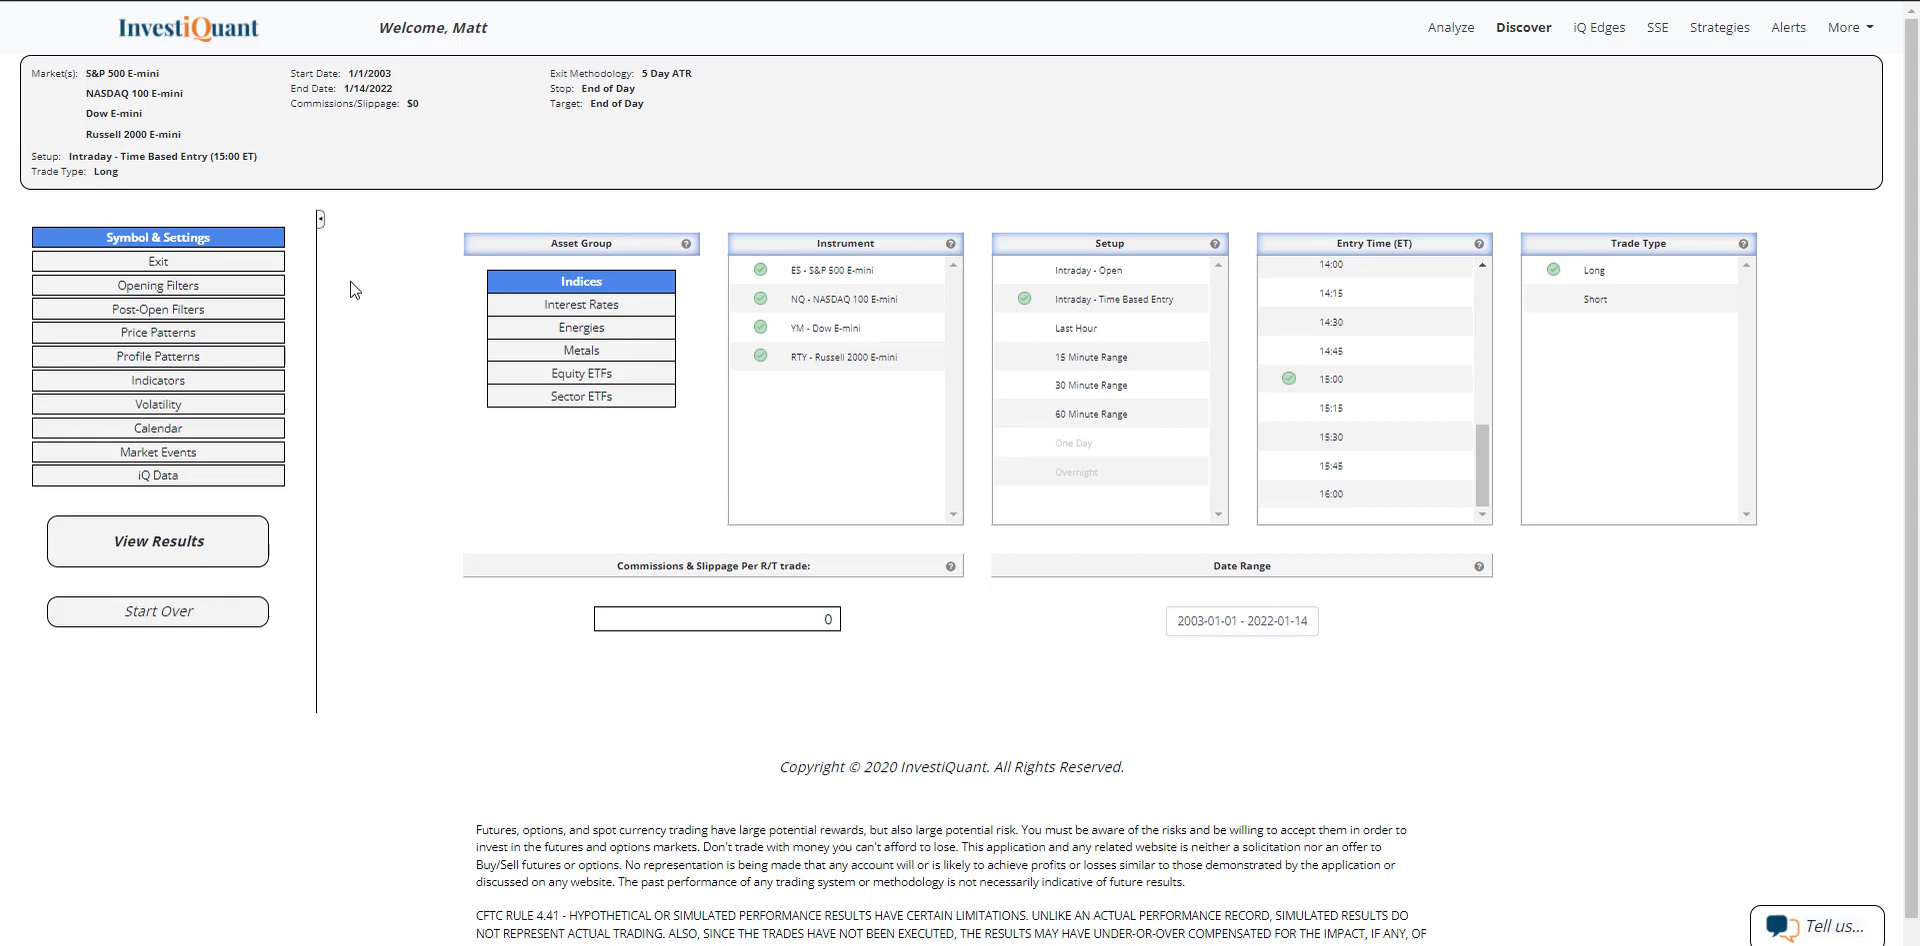 InvestiQuant
Welcome, Matt
Analyze Discover iQ Edges SSE Strategies Alerts More
Market(s): S&P 500 E-mini
NASDAQ 100 E-mini
Dow E-mini
Russell 2000 E-mini
Setup: Intraday - Time Based Entry (15:00 ET)
Trade Type: Long
Start Date: 1/1/2003
End Date: 1/14/2022
Commissions/Slippage: $0
Exit Methodology: 5 Day ATR
Stop: End of Day
Target: End of Day
Symbol & Settings
Exit
Opening Filters
Post-Open Filters
Price Patterns
Profile Patterns
Indicators
Volatility
Calendar
Market Events
iQ Data
View Results
Start Over
Asset Group
Indices
Interest Rates
Energies
Metals
Equity ETFs
Sector ETFs
Instrument
ES - S&P 500 E-mini
NQ - NASDAQ 100 E-mini
YM - Dow E-mini
RTY - Russell 2000 E-mini
Setup
Intraday - Open
Intraday - Time Based Entry
Last Hour
15 Minute Range
30 Minute Range
60 Minute Range
One Day
Overnight
Entry Time (ET)
14:00
14:15
14:30
14:45
15:00
15:15
15:30
15:45
16:00
Trade Type
Long
Short
Commissions & Slippage Per R/T trade:
0
Date Range
2003-01-01 - 2022-01-14
Copyright © 2020 InvestiQuant. All Rights Reserved.
Futures, options, and spot currency trading have large potential rewards, but also large potential risk. You must be aware of the risks and be willing to accept them in order to
invest in the futures and options markets. Don't trade with money you can't afford to lose. This application and any related website is neither a solicitation nor an offer to
Buy/Sell futures or options. No representation is being made that any account will or is likely to achieve profits or losses similar to those demonstrated by the application or
discussed on any website. The past performance of any trading system or methodology is not necessarily indicative of future results.
CFTC RULE 4.41 - HYPOTHETICAL OR SIMULATED PERFORMANCE RESULTS HAVE CERTAIN LIMITATIONS. UNLIKE AN ACTUAL PERFORMANCE RECORD, SIMULATED RESULTS DO
NOT REPRESENT ACTUAL TRADING. ALSO, SINCE THE TRADES HAVE NOT BEEN EXECUTED, THE RESULTS MAY HAVE UNDER-OR-OVER COMPENSATED FOR THE IMPACT, IF ANY, OF
Tell us...